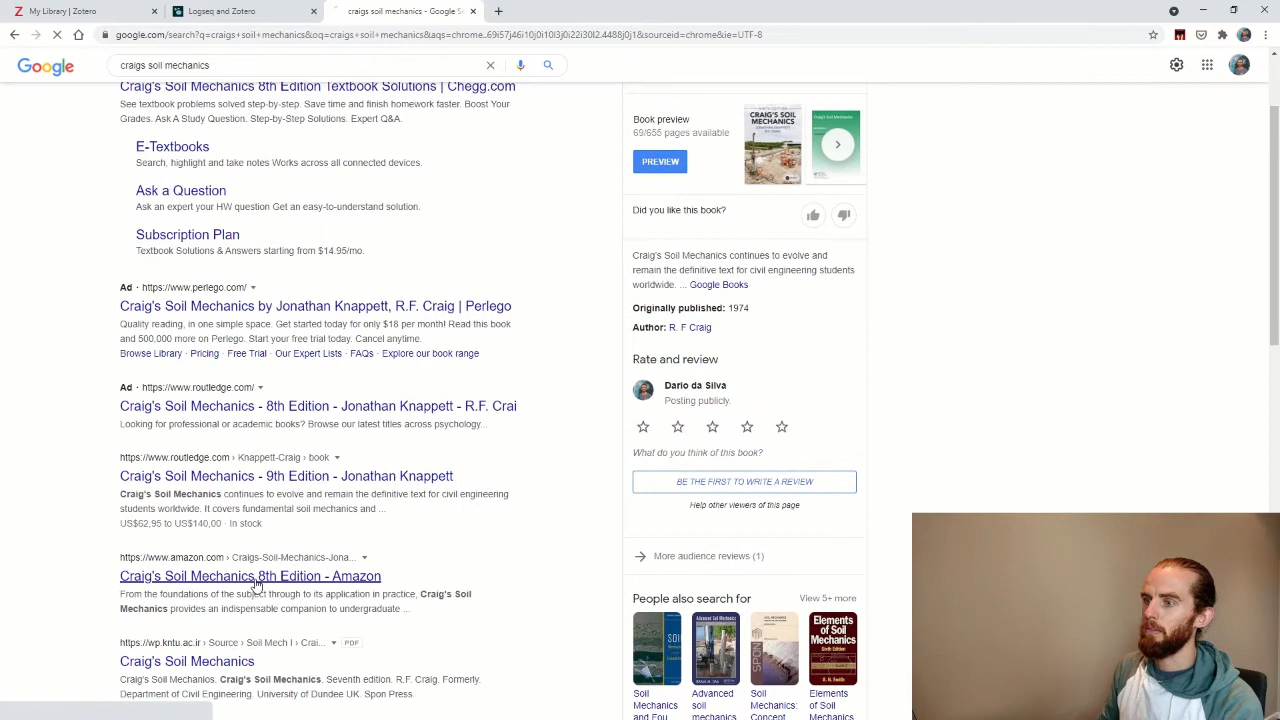 My Library | Zotero
Logseq and Zotero
craigs soil mechanics - Google Se
google.com/search?q=craigs+soil+mechanics&oq=craigs+soil+mechanics&aqs=chrome..69i57j46j0j10i13l0j0i22i30l2.4488j0j1&sourceid=chrome&ie=UTF-8
Google
craigs soil mechanics
Craig's Soil Mechanics 8th Edition Textbook Solutions | Chegg.com
See textbook problems solved step-by-step. Save time and finish homework faster. Boost Your
Grades. Ask A Study Question. Step-by-Step Solutions. Expert Q&A.
E-Textbooks
Search, highlight and take notes Works across all connected devices.
Ask a Question
Ask an expert your HW question Get an easy-to-understand solution.
Subscription Plan
Textbook Solutions & Answers starting from $14.95/mo.
Ad · https://www.perlego.com/
Craig's Soil Mechanics by Jonathan Knappett, R.F. Craig | Perlego
Quality reading, in one simple space. Get started today for only $18 per month! Read this book
and 500,000 more on Perlego. Start your free trial today. Cancel anytime.
Browse Library · Pricing · Free Trial · Our Expert Lists · FAQs · Explore our book range
Ad · https://www.routledge.com/
Craig's Soil Mechanics - 8th Edition - Jonathan Knappett - R.F. Crai
Looking for professional or academic books? Browse our latest titles across psychology...
https://www.routledge.com › Knappett-Craig › book
Craig's Soil Mechanics - 9th Edition - Jonathan Knappett
Craig's Soil Mechanics continues to evolve and remain the definitive text for civil engineering
students worldwide. It covers fundamental soil mechanics and ...
US$62,95 to US$140,00 · In stock
https://www.amazon.com › Craigs-Soil-Mechanics-Jona...
Craig's Soil Mechanics 8th Edition - Amazon
From the foundations of the subject through to its application in practice, Craig's Soil
Mechanics provides an indispensable companion to undergraduate ...
https://wp.kntu.ac.ir › Source › Soil Mech I › Crai...
PDF
Craig's Soil Mechanics
Soil Mechanics. Craig's Soil Mechanics. Seventh edition. R.F. Craig. Formerly.
of Civil Engineering. University of Dundee UK. Spon Press.
Book preview
69/655 pages available
PREVIEW
CRAIG'S SOIL
MECHANICS
Craig's Soil Mechanics
Did you like this book?
Craig's Soil Mechanics continues to evolve and
remain the definitive text for civil engineering students
worldwide. ... Google Books
Originally published: 1974
Author: R. F Craig
Rate and review
Dario da Silva
Posting publicly.
What do you think of this book?
BE THE FIRST TO WRITE A REVIEW
Help other viewers of this page
More audience reviews (1)
People also search for
View 5+ more
Elements
of Soil
Mechanics
Soil
Mechanics
and Fou
Advanced
soil
mechanics
Soil
Mechanics:
Concept
Elements
of Soil
Mechanics